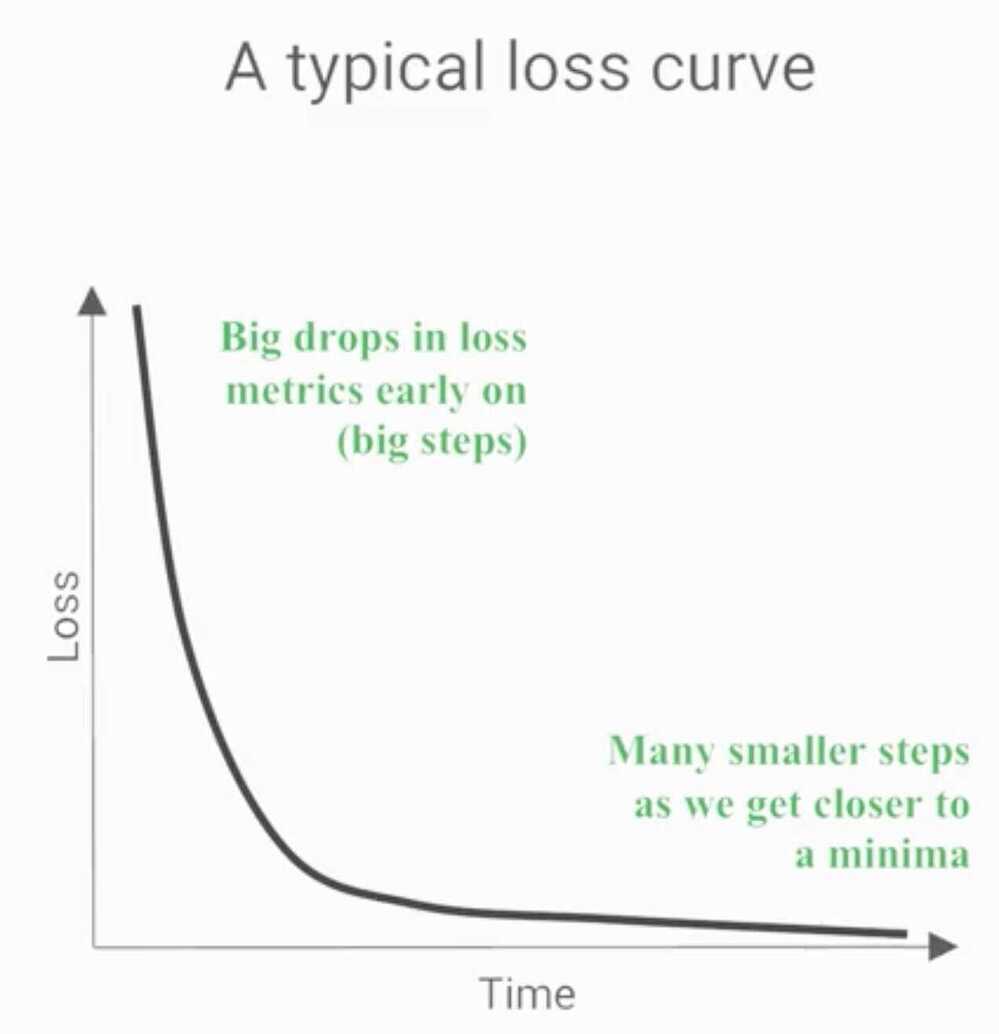 A typical loss curve
Big drops in loss
metrics early on
(big steps)
Loss
Many smaller steps
as we get closer to
a minima
Time